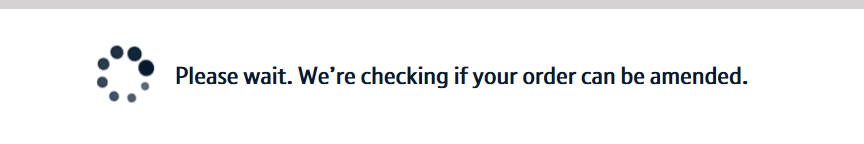 Please wait. We’re checking if your order can be amended.